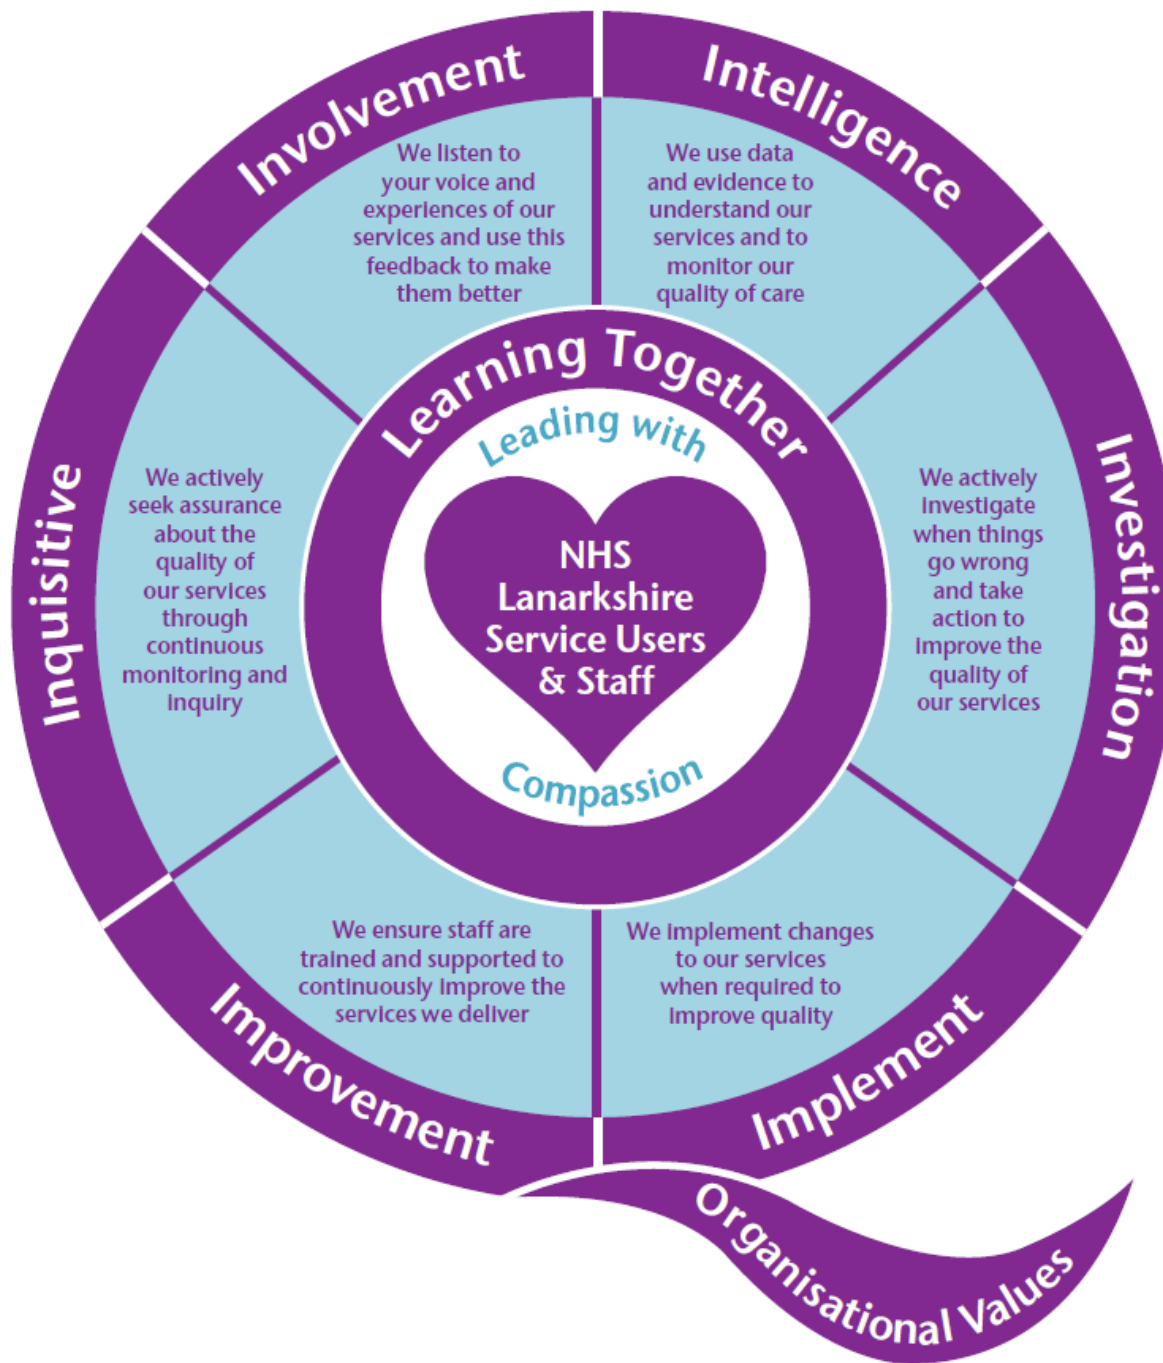 Involvement
We listen to
your voice and
experiences of our
services and use this
feedback to make
them better
Intelligence
We use data
and evidence to
understand our
services and to
monitor our
quality of care
Investigation
We actively
investigate
when things
go wrong
and take
action to
improve the
quality of
our services
Implement
We implement changes
to our services
when required to
improve quality
Improvement
We ensure staff are
trained and supported to
continuously improve the
services we deliver
Inquisitive
We actively
seek assurance
about the
quality of
our services
through
continuous
monitoring and
inquiry
Learning Together
Leading with
NHS
Lanarkshire
Service Users
& Staff
Compassion
Organisational Values